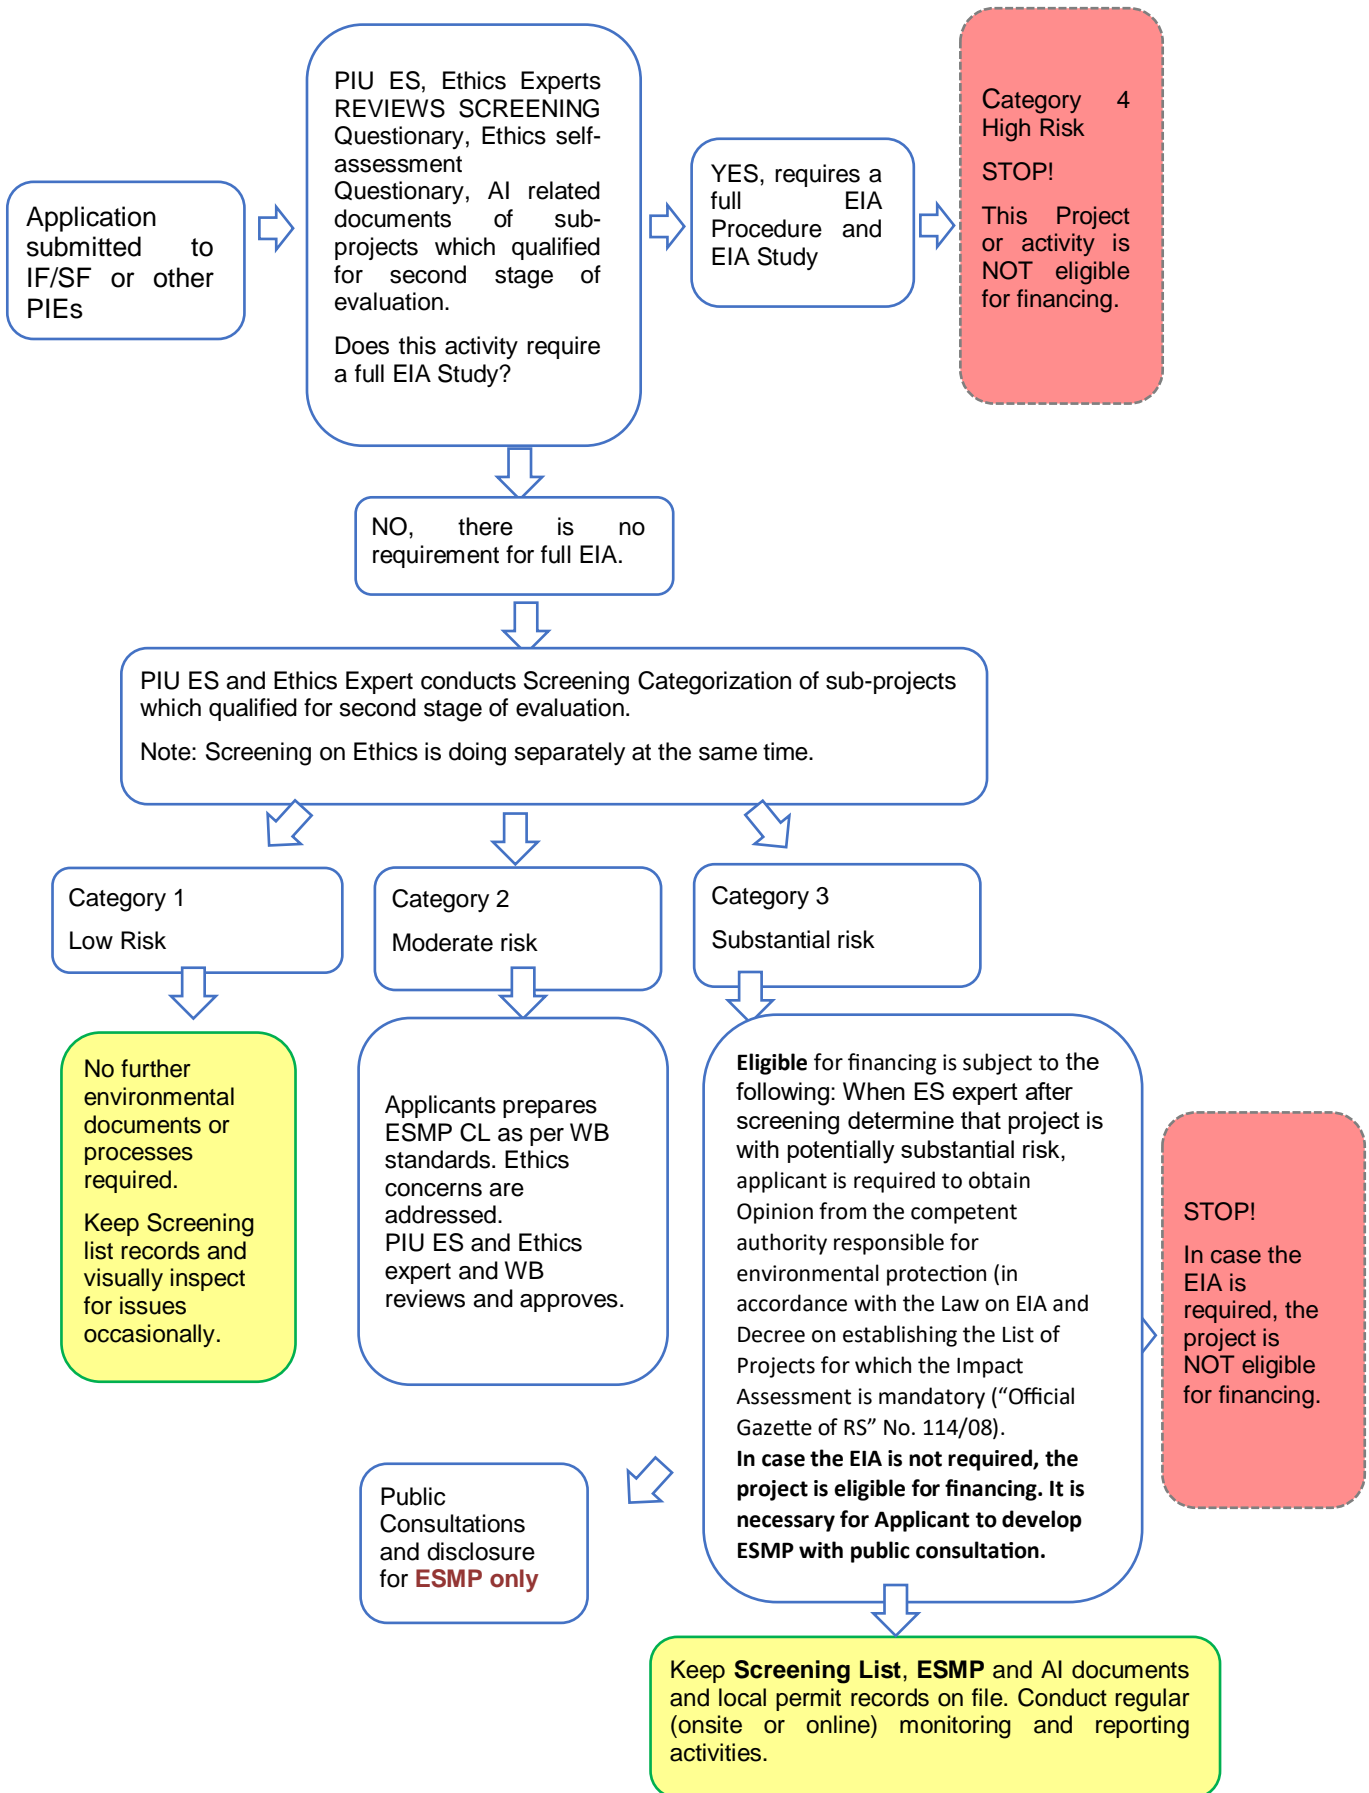 Application
submitted to
IF/SF or other
PIEs
PIU ES, Ethics Experts
REVIEWS SCREENING
Questionary, Ethics self-
assessment
Questionary, AI related
documents of sub-
projects which qualified
for second stage of
evaluation.
Does this activity require
a full EIA Study?
YES, requires a
full EIA
Procedure and
EIA Study
Category 4
High Risk
STOP!
This Project
or activity is
NOT eligible
for financing.
NO, there is no
requirement for full EIA.
PIU ES and Ethics Expert conducts Screening Categorization of sub-projects
which qualified for second stage of evaluation.
Note: Screening on Ethics is doing separately at the same time.
Category 1
Low Risk
Category 2
Moderate risk
Category 3
Substantial risk
No further
environmental
documents or
processes
required.
Keep Screening
list records and
visually inspect
for issues
occasionally.
Applicants prepares
ESMP CL as per WB
standards. Ethics
concerns are
addressed.
PIU ES and Ethics
expert and WB
reviews and approves.
Eligible for financing is subject to the
following: When ES expert after
screening determine that project is
with potentially substantial risk,
applicant is required to obtain
Opinion from the competent
authority responsible for
environmental protection (in
accordance with the Law on EIA and
Decree on establishing the List of
Projects for which the Impact
Assessment is mandatory (“Official
Gazette of RS” No. 114/08).
In case the EIA is not required, the
project is eligible for financing. It is
necessary for Applicant to develop
ESMP with public consultation.
STOP!
In case the
EIA is
required, the
project is
NOT eligible
for financing.
Public
Consultations
and disclosure
for ESMP only
Keep Screening List, ESMP and AI documents
and local permit records on file. Conduct regular
(onsite or online) monitoring and reporting
activities.